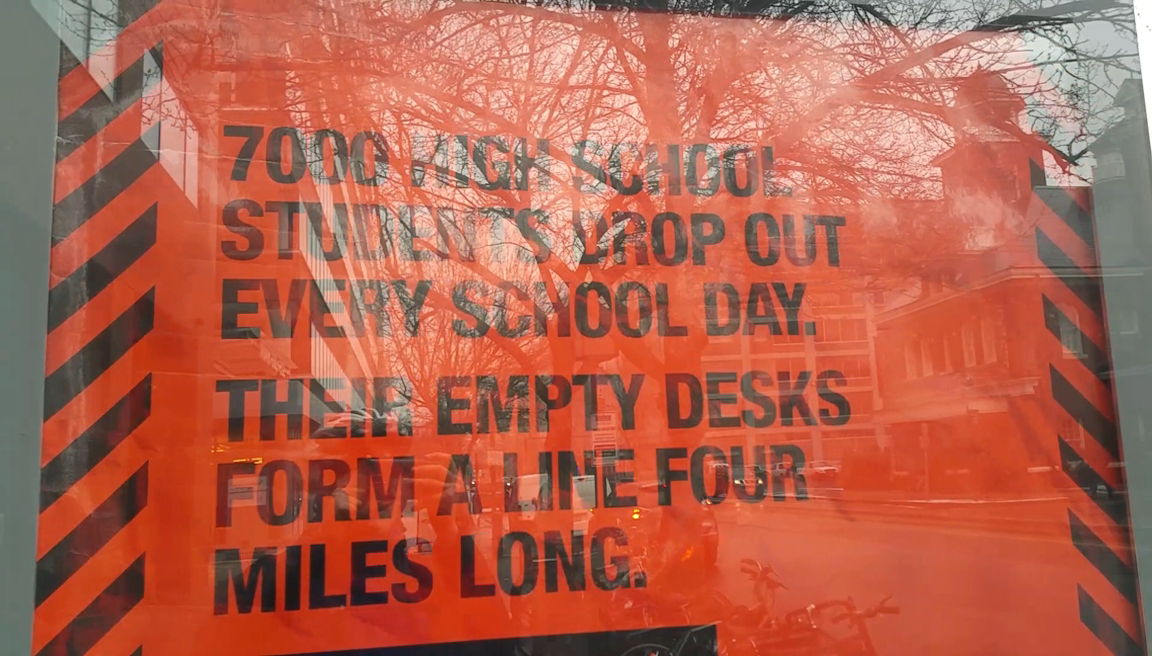 7000 HIGH SCHOOL
STUDENTS DROP OUT
EVERY SCHOOL DAY.
THEIR EMPTY DESKS
FORM A LINE FOUR
MILES LONG.